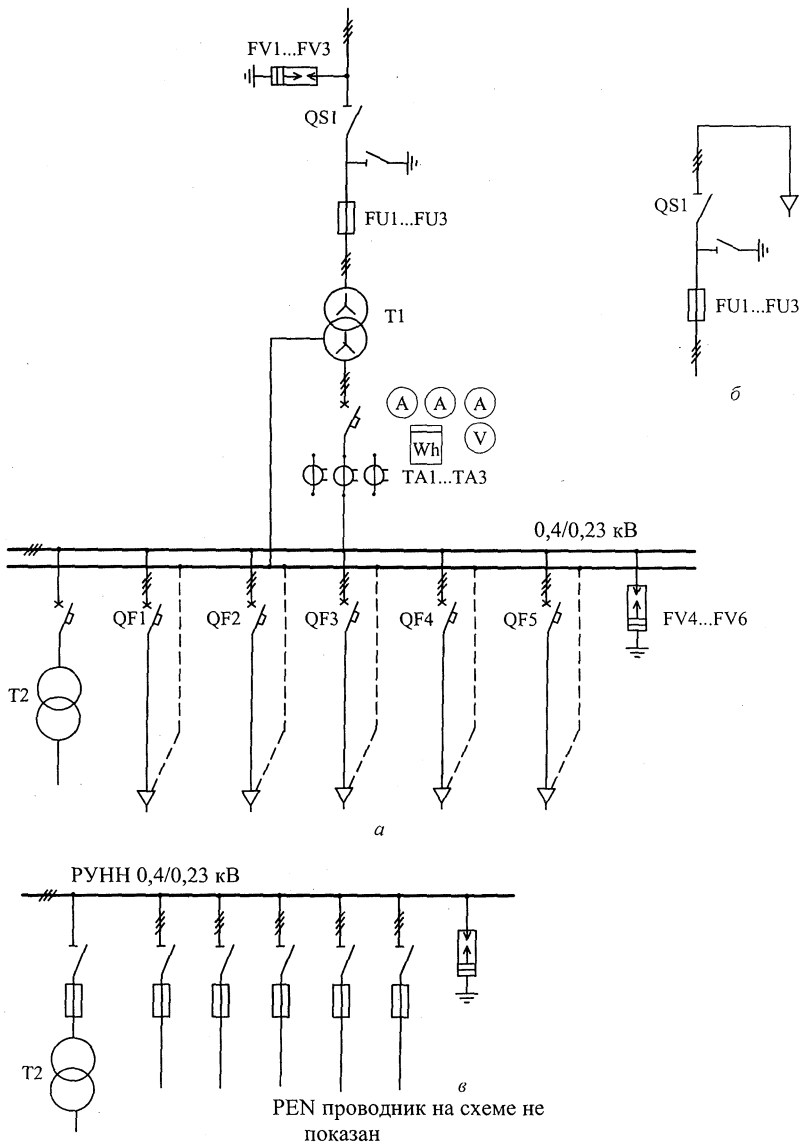 FV1...FV3
QS1
FU1...FU3
T1
A A A
V
Wh
TA1...TA3
QS1
FU1...FU3
б
0,4/0,23 кВ
QF1 QF2 QF3 QF4 QF5 FV4...FV6
T2
а
РУНН 0,4/0,23 кВ
T2
в
PEN проводник на схеме не
показан